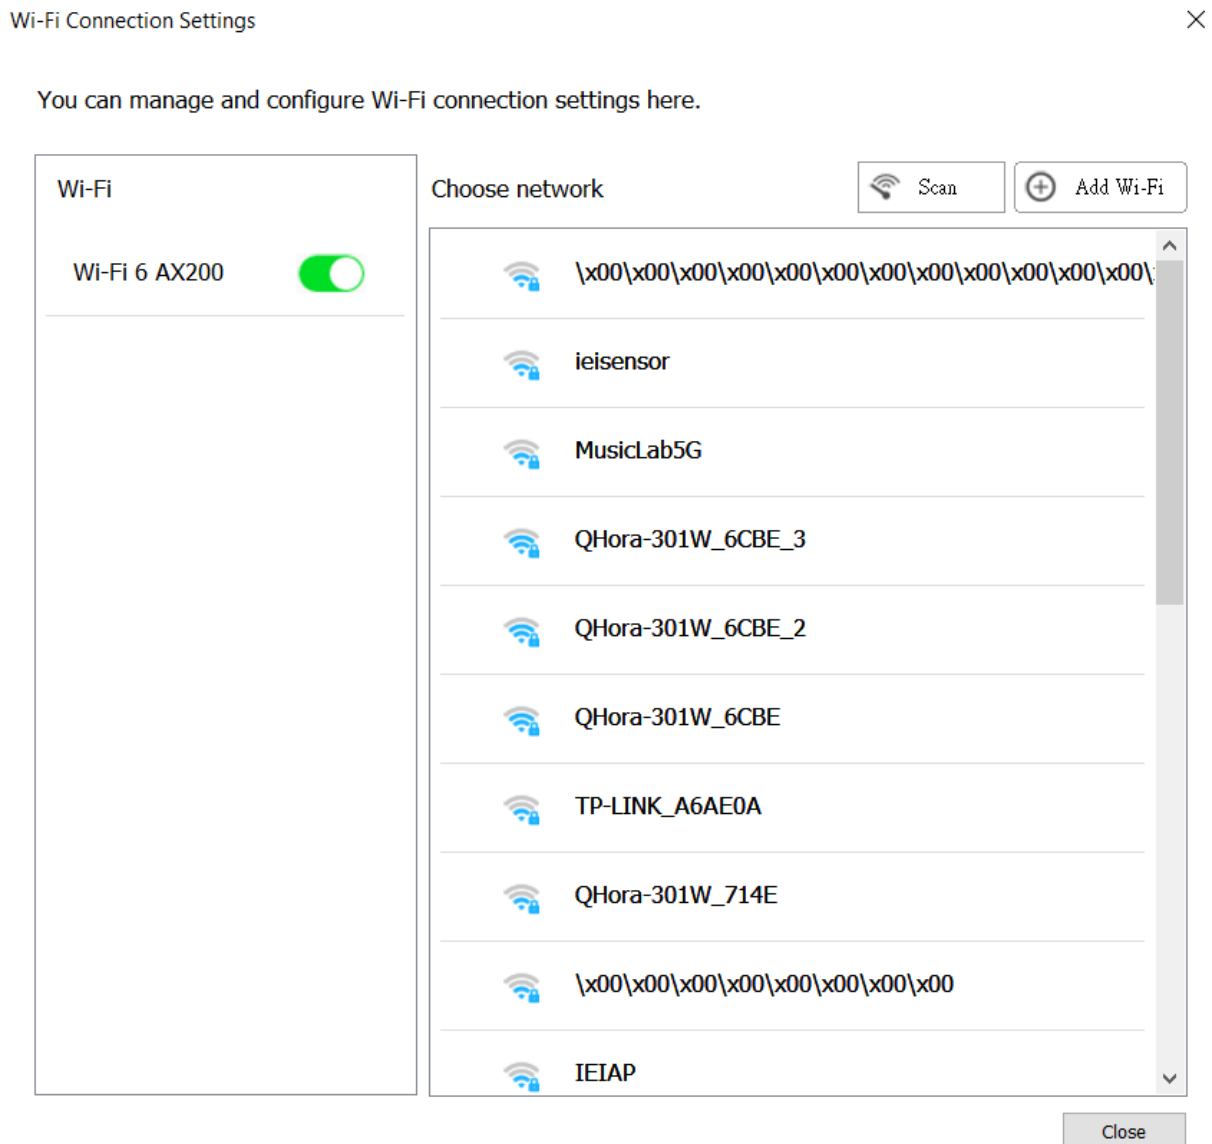 Wi-Fi Connection Settings
You can manage and configure Wi-Fi connection settings here.
Wi-Fi
Wi-Fi 6 AX200
Choose network
Scan
Add Wi-Fi
\x00\x00\x00\x00\x00\x00\x00\x00\x00\x00\x00\x00\
ieisensor
MusicLab5G
QHora-301W_6CBE_3
QHora-301W_6CBE_2
QHora-301W_6CBE
TP-LINK_A6AE0A
QHora-301W_714E
\x00\x00\x00\x00\x00\x00\x00\x00
IEIAP
Close